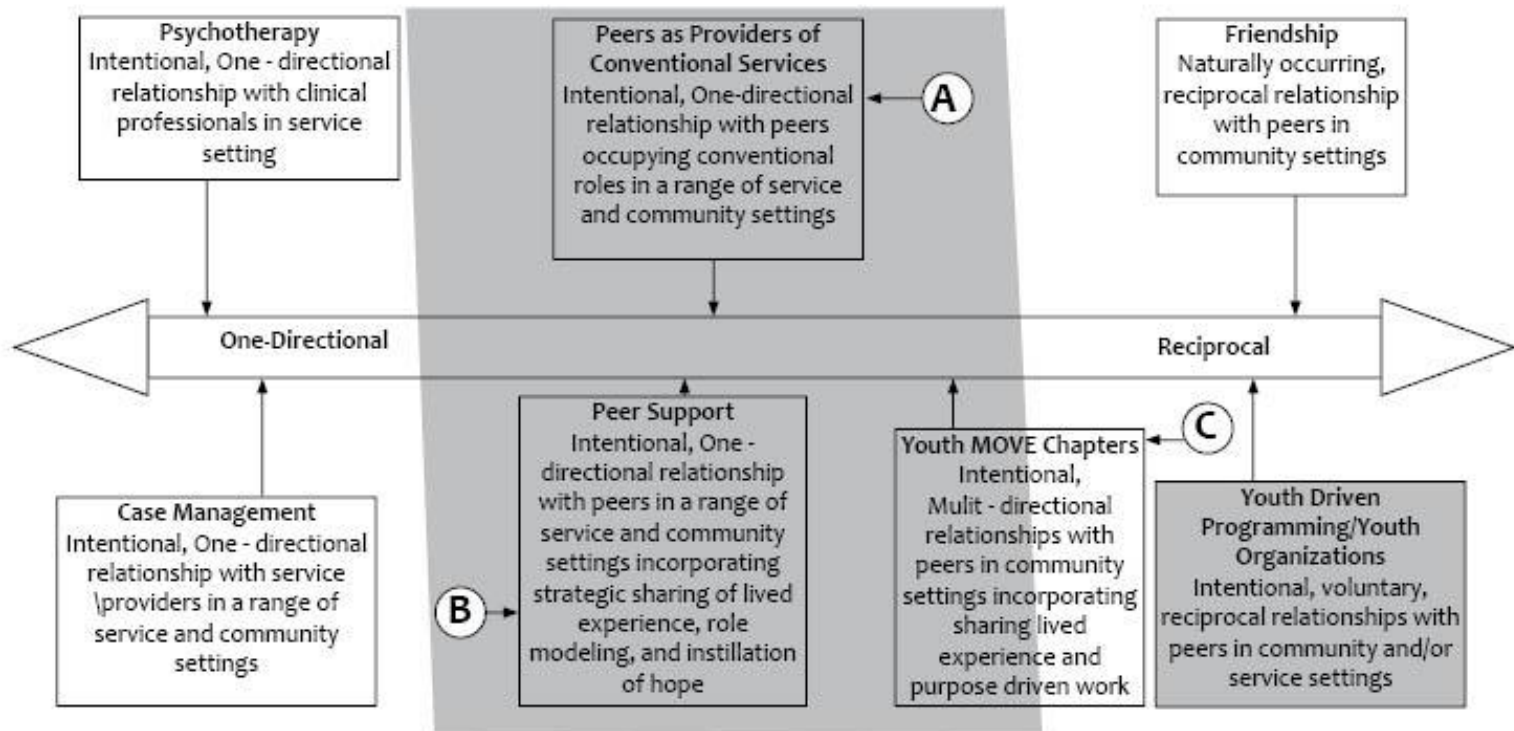 Psychotherapy
Intentional, One - directional
relationship with clinical
professionals in service
setting
Peers as Providers of
Conventional Services
Intentional, One-directional
relationship with peers
occupying conventional
roles in a range of service
and community settings
A
Friendship
Naturally occurring,
reciprocal relationship
with peers in
community settings
One-Directional
Reciprocal
Case Management
Intentional, One - directional
relationship with service
\providers in a range of
service and community
settings
B
Peer Support
Intentional, One -
directional relationship
with peers in a range of
service and community
settings incorporating
strategic sharing of lived
experience, role
modeling, and instillation
of hope
Youth MOVE Chapters
Intentional,
Mulit - directional
relationships with
peers in community
settings incorporating
sharing lived
experience and
purpose driven work
C
Youth Driven
Programming/Youth
Organizations
Intentional, voluntary,
reciprocal relationships with
peers in community and/or
service settings